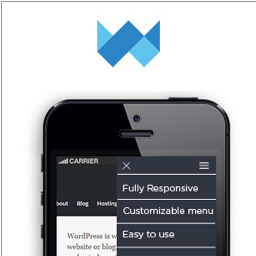 CARRIER
Fully Responsive
bout Blog Hosting
Customizable menu
Easy to use
WordPress is w
website or blog